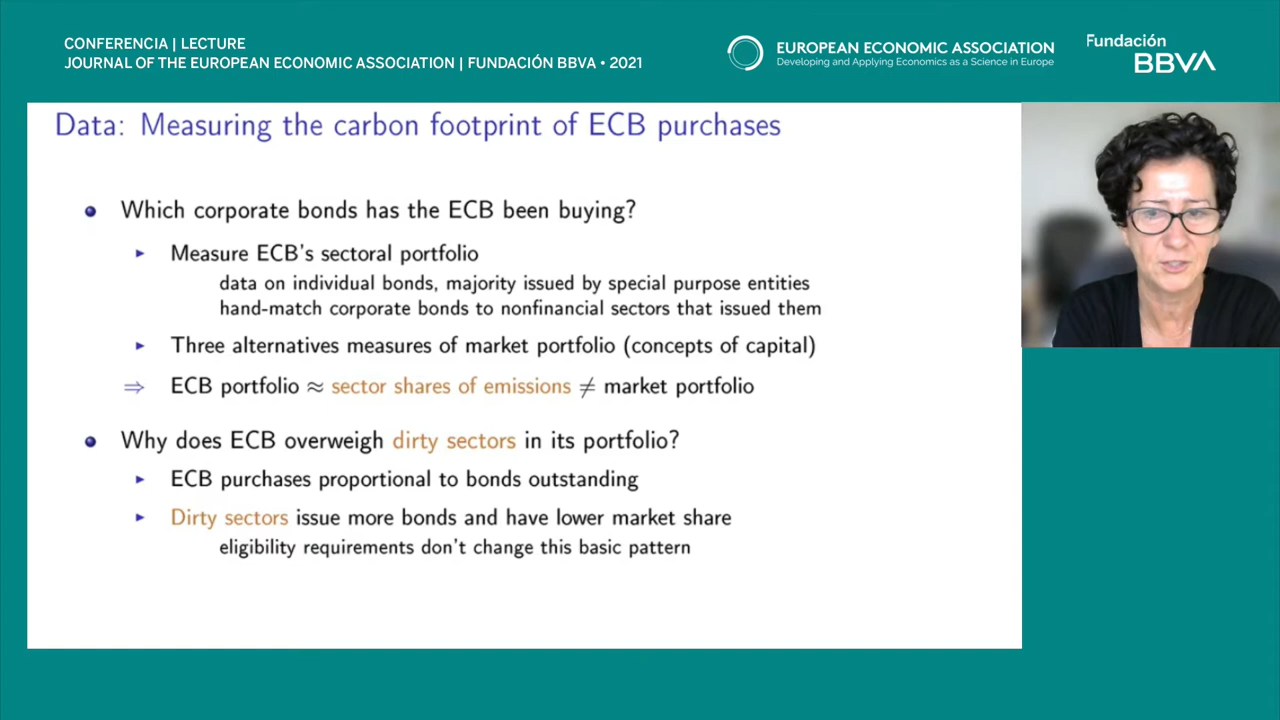 CONFERENCIA | LECTURE
JOURNAL OF THE EUROPEAN ECONOMIC ASSOCIATION | FUNDACIÓN BBVA • 2021
EUROPEAN ECONOMIC ASSOCIATION
Developing and Applying Economics as a Science in Europe
Fundación
BBVA
Data: Measuring the carbon footprint of ECB purchases
Which corporate bonds has the ECB been buying?
Measure ECB's sectoral portfolio
data on individual bonds, majority issued by special purpose entities
hand-match corporate bonds to nonfinancial sectors that issued them
Three alternatives measures of market portfolio (concepts of capital)
⇒ ECB portfolio ≈ sector shares of emissions ≠ market portfolio
Why does ECB overweigh dirty sectors in its portfolio?
ECB purchases proportional to bonds outstanding
Dirty sectors issue more bonds and have lower market share
eligibility requirements don't change this basic pattern